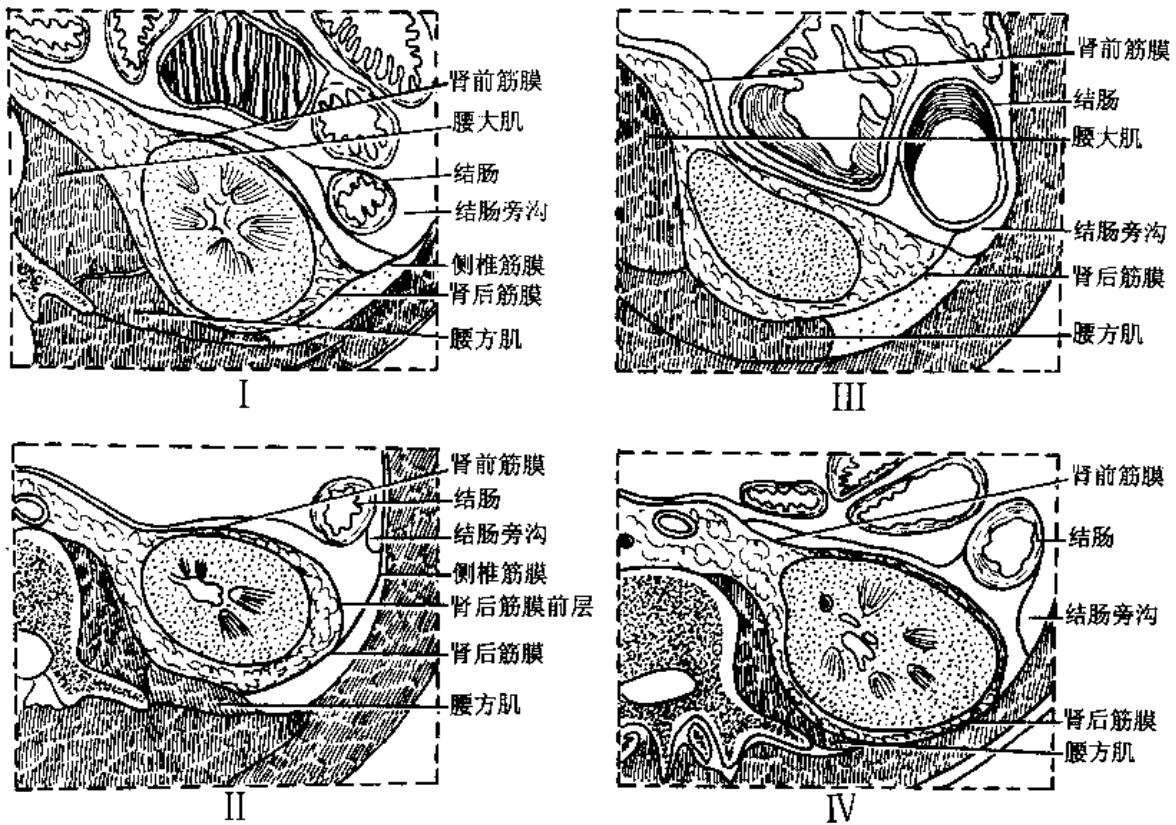 肾前筋膜
腰大肌
结肠
结肠旁沟
侧椎筋膜
肾后筋膜
腰方肌
I
肾前筋膜
结肠
腰大肌
结肠旁沟
肾后筋膜
腰方肌
III
肾前筋膜
结肠
结肠旁沟
侧椎筋膜
肾后筋膜前层
肾后筋膜
腰方肌
II
肾前筋膜
结肠
结肠旁沟
肾后筋膜
腰方肌
IV